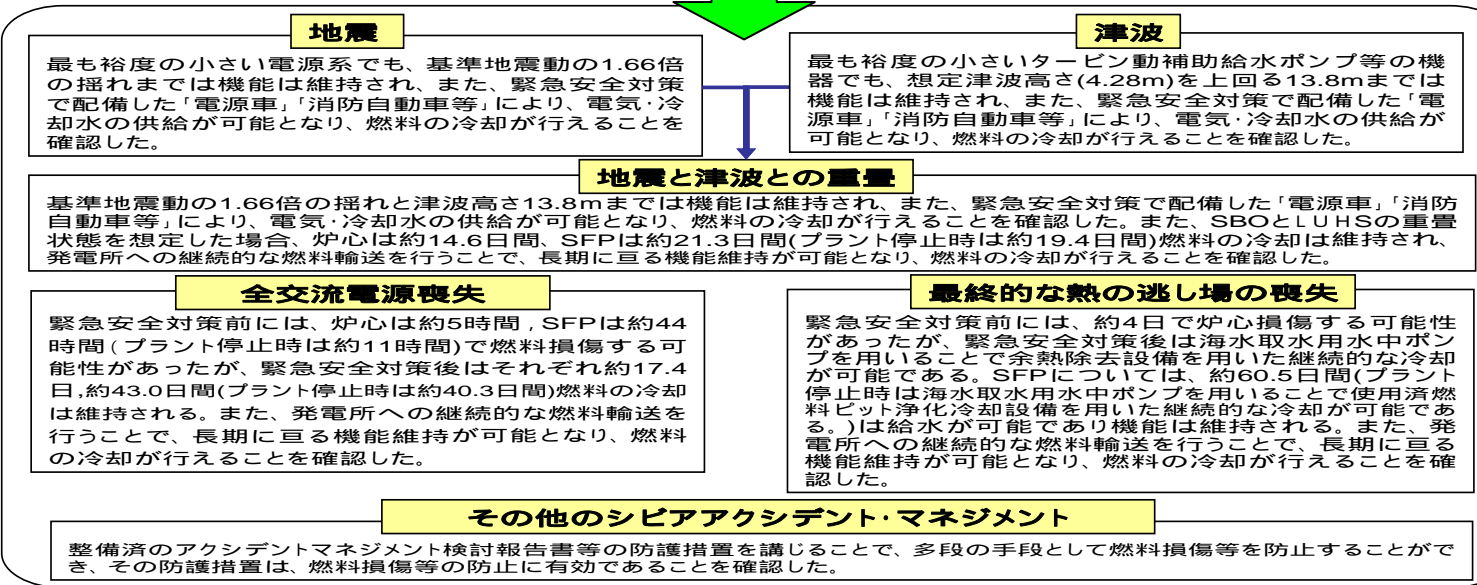 地震
最も裕度の小さい電源系でも、基準地震動の1.66倍
の揺れまでは機能は維持され、また、緊急安全対策
で配備した「電源車」「消防自動車等」により、電気・冷
却水の供給が可能となり、燃料の冷却が行えることを
確認した。
津波
最も裕度の小さいタービン動補助給水ポンプ等の機
器でも、想定津波高さ(4.28m)を上回る13.8mまでは
機能は維持され、また、緊急安全対策で配備した「電
源車」「消防自動車等」により、電気・冷却水の供給が
可能となり、燃料の冷却が行えることを確認した。
地震と津波との重畳
基準地震動の1.66倍の揺れと津波高さ13.8mまでは機能は維持され、また、緊急安全対策で配備した「電源車」「消防
自動車等」により、電気・冷却水の供給が可能となり、燃料の冷却が行えることを確認した。また、SBOとLUHSの重畳
状態を想定した場合、炉心は約14.6日間、SFPは約21.3日間(プラント停止時は約19.4日間)燃料の冷却は維持され、
発電所への継続的な燃料輸送を行うことで、長期に亘る機能維持が可能となり、燃料の冷却が行えることを確認した。
全交流電源喪失
緊急安全対策前には、炉心は約5時間，SFPは約44
時間(プラント停止時は約11時間)で燃料損傷する可
能性があったが、緊急安全対策後はそれぞれ約17.4
日,約43.0日間(プラント停止時は約40.3日間)燃料の冷却
は維持される。また、発電所への継続的な燃料輸送を
行うことで、長期に亘る機能維持が可能となり、燃料
の冷却が行えることを確認した。
最終的な熱の逃し場の喪失
緊急安全対策前には、約4日で炉心損傷する可能性
があったが、緊急安全対策後は海水取水用水中ポン
プを用いることで余熱除去設備を用いた継続的な冷却
が可能である。SFPについては、約60.5日間(プラント
停止時は海水取水用水中ポンプを用いることで使用済燃
料ピット浄化冷却設備を用いた継続的な冷却が可能であ
る。)は給水が可能であり機能は維持される。また、発
電所への継続的な燃料輸送を行うことで、長期に亘る
機能維持が可能となり、燃料の冷却が行えることを確
認した。
その他のシビアアクシデント・マネジメント
整備済のアクシデントマネジメント検討報告書等の防護措置を講じることで、多段の手段として燃料損傷等を防止することがで
き、その防護措置は、燃料損傷等の防止に有効であることを確認した。